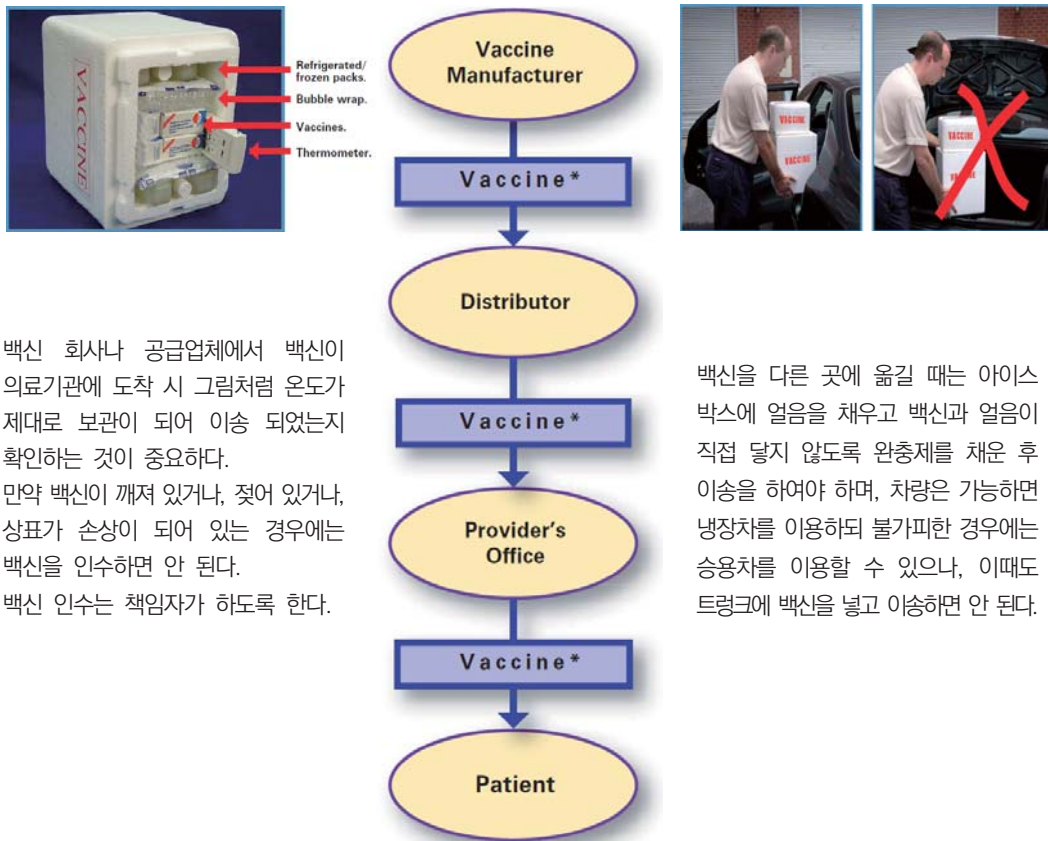 VACCINE
Refrigerated/
frozen packs.
Bubble wrap.
Vaccines.
Thermometer.
백신 회사나 공급업체에서 백신이
의료기관에 도착 시 그림처럼 온도가
제대로 보관이 되어 이송 되었는지
확인하는 것이 중요하다.
만약 백신이 깨져 있거나, 젖어 있거나,
상표가 손상이 되어 있는 경우에는
백신을 인수하면 안 된다.
백신 인수는 책임자가 하도록 한다.
Vaccine
Manufacturer
Vaccine*
Distributor
Vaccine*
Provider's
Office
Vaccine*
Patient
VACCINE
VACCINE
VACCINE
VACCINE
백신을 다른 곳에 옮길 때는 아이스
박스에 얼음을 채우고 백신과 얼음이
직접 닿지 않도록 완충제를 채운 후
이송을 하여야 하며, 차량은 가능하면
냉장차를 이용하되 불가피한 경우에는
승용차를 이용할 수 있으나, 이때도
트렁크에 백신을 넣고 이송하면 안 된다.